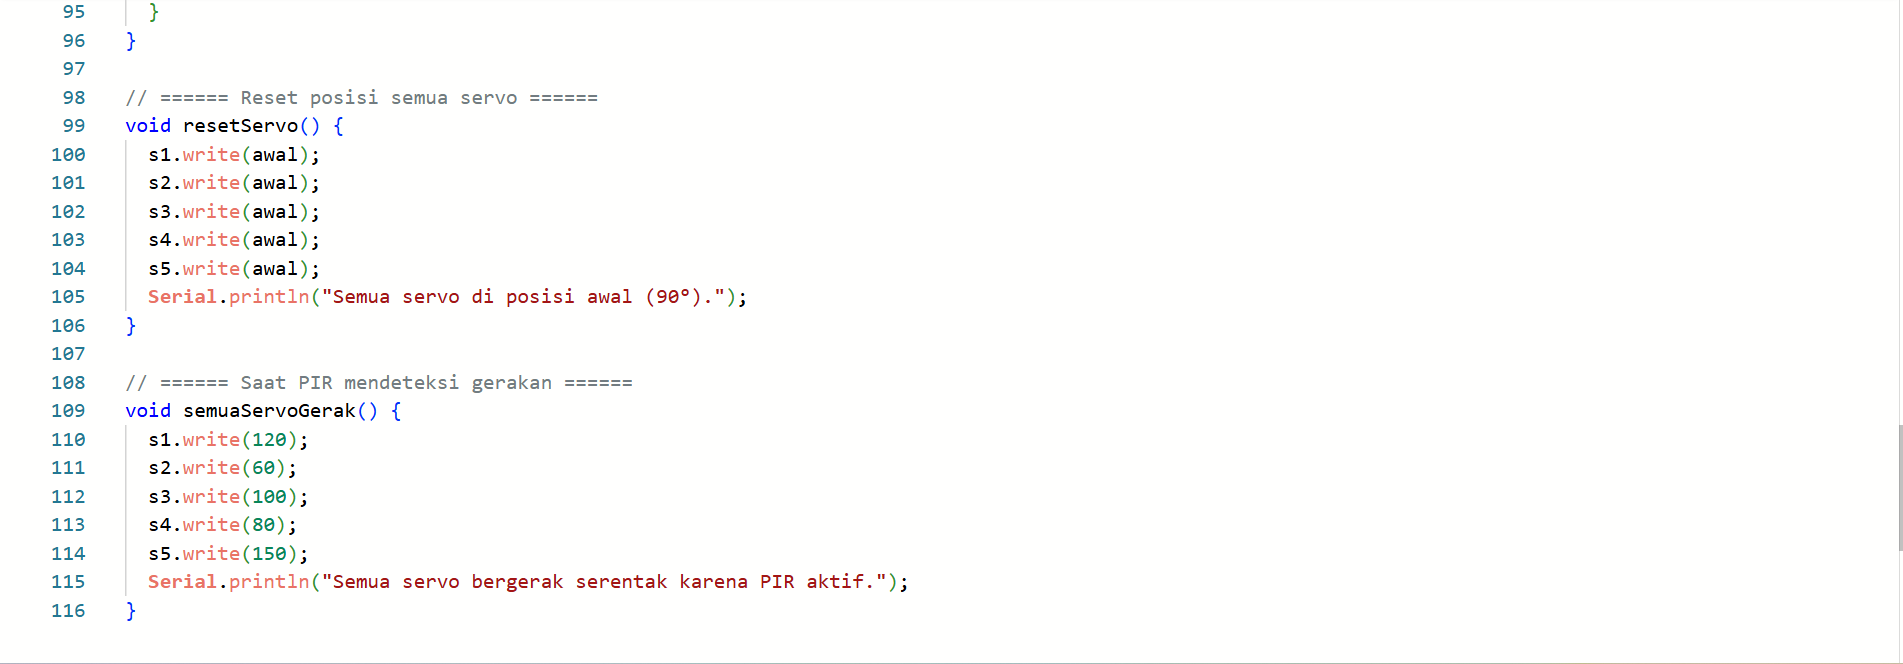 95 }
96 }
97
98 // ====== Reset posisi semua servo ======
99 void resetServo() {
100 s1.write(awal);
101 s2.write(awal);
102 s3.write(awal);
103 s4.write(awal);
104 s5.write(awal);
105 Serial.println("Semua servo di posisi awal (90°).");
106 }
107
108 // ====== Saat PIR mendeteksi gerakan ======
109 void semuaServoGerak() {
110 s1.write(120);
111 s2.write(60);
112 s3.write(100);
113 s4.write(80);
114 s5.write(150);
115 Serial.println("Semua servo bergerak serentak karena PIR aktif.");
116 }